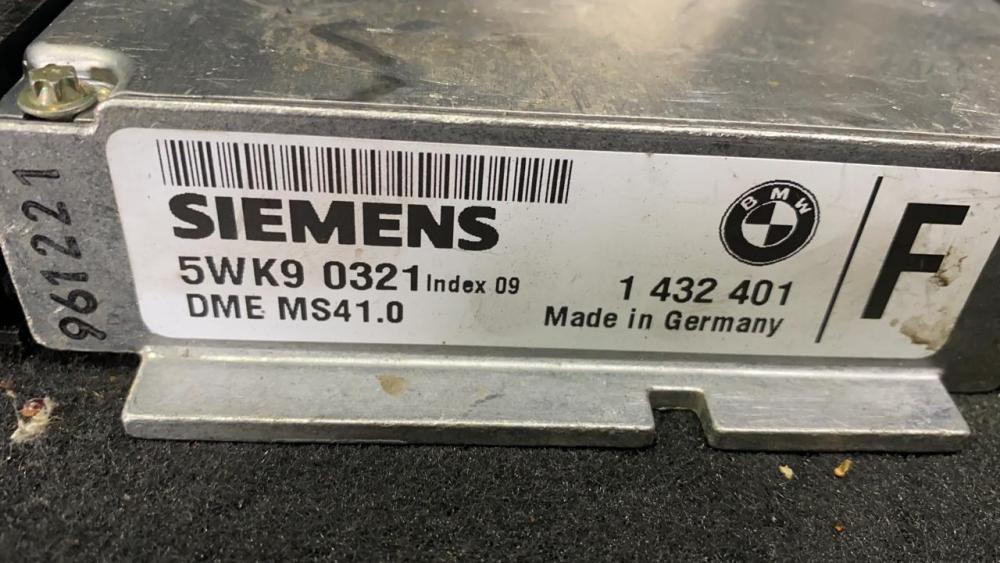 SIEMENS
5WK9 0321 Index 09
DME MS41.0
BMW
1 432 401
Made in Germany
F
961221